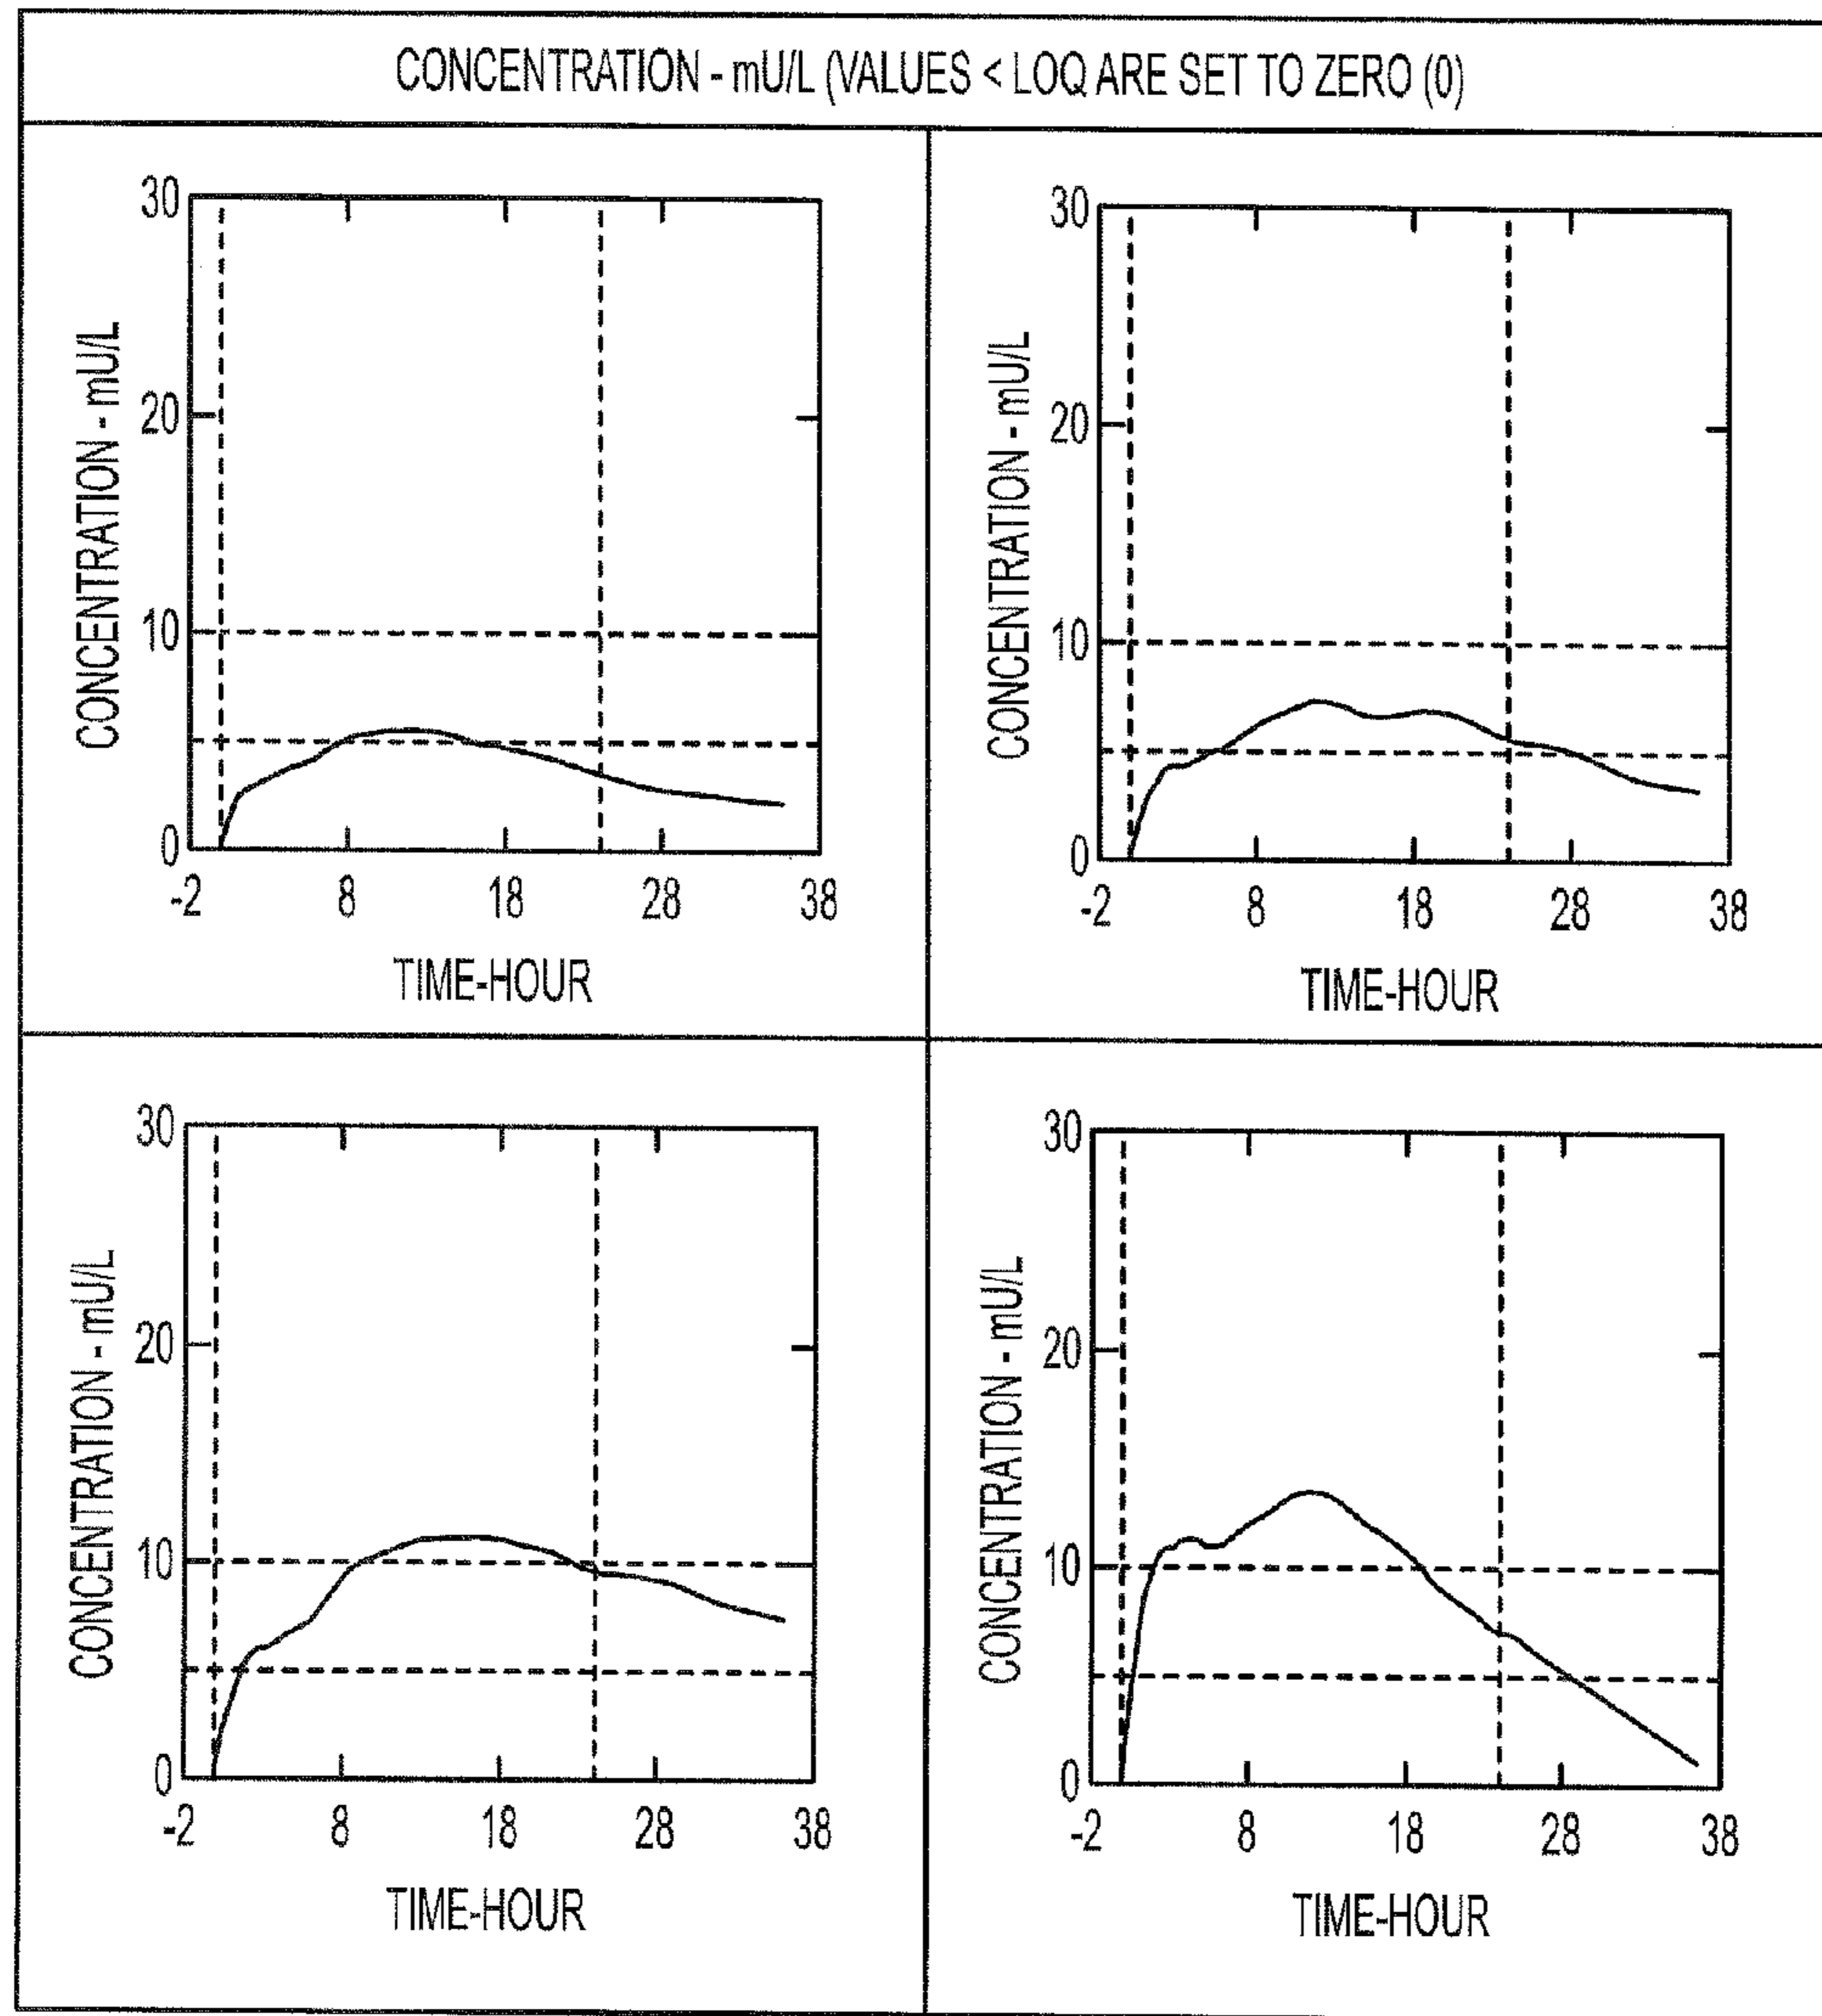 CONCENTRATION - mU/L (VALUES < LOQ ARE SET TO ZERO (0)
CONCENTRATION - mU/L
30
20
10
0
-2 8 18 28 38
TIME-HOUR
CONCENTRATION - mU/L
30
20
10
0
-2 8 18 28 38
TIME-HOUR
CONCENTRATION - mU/L
30
20
10
0
-2 8 18 28 38
TIME-HOUR
CONCENTRATION - mU/L
30
20
10
0
-2 8 18 28 38
TIME-HOUR